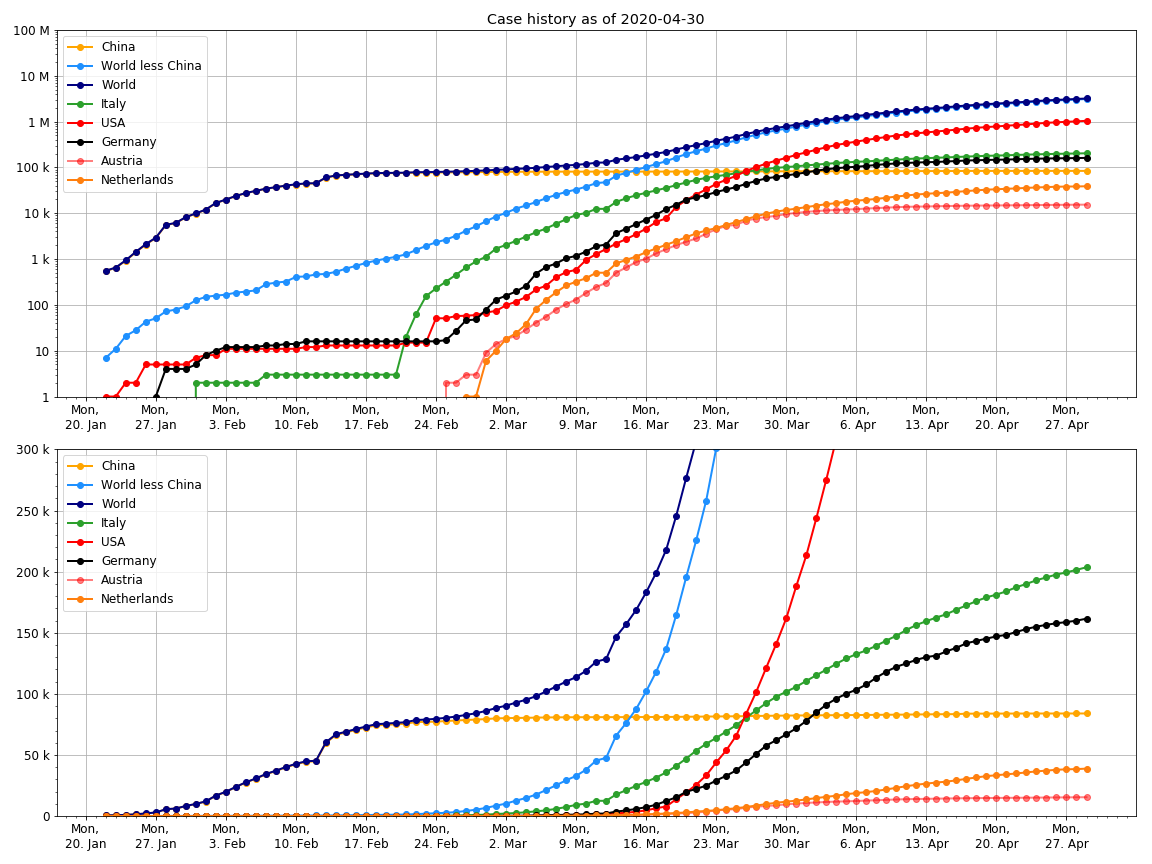 Case history as of 2020-04-30
100 M
10 M
1 M
100 k
10 k
1 k
100
10
1
China
World less China
World
Italy
USA
Germany
Austria
Netherlands
Mon, Mon, Mon, Mon, Mon, Mon, Mon, Mon, Mon, Mon, Mon, Mon, Mon, Mon, Mon,
20. Jan 27. Jan 3. Feb 10. Feb 17. Feb 24. Feb 2. Mar 9. Mar 16. Mar 23. Mar 30. Mar 6. Apr 13. Apr 20. Apr 27. Apr
300 k
250 k
200 k
150 k
100 k
50 k
0
China
World less China
World
Italy
USA
Germany
Austria
Netherlands
Mon, Mon, Mon, Mon, Mon, Mon, Mon, Mon, Mon, Mon, Mon, Mon, Mon, Mon, Mon,
20. Jan 27. Jan 3. Feb 10. Feb 17. Feb 24. Feb 2. Mar 9. Mar 16. Mar 23. Mar 30. Mar 6. Apr 13. Apr 20. Apr 27. Apr